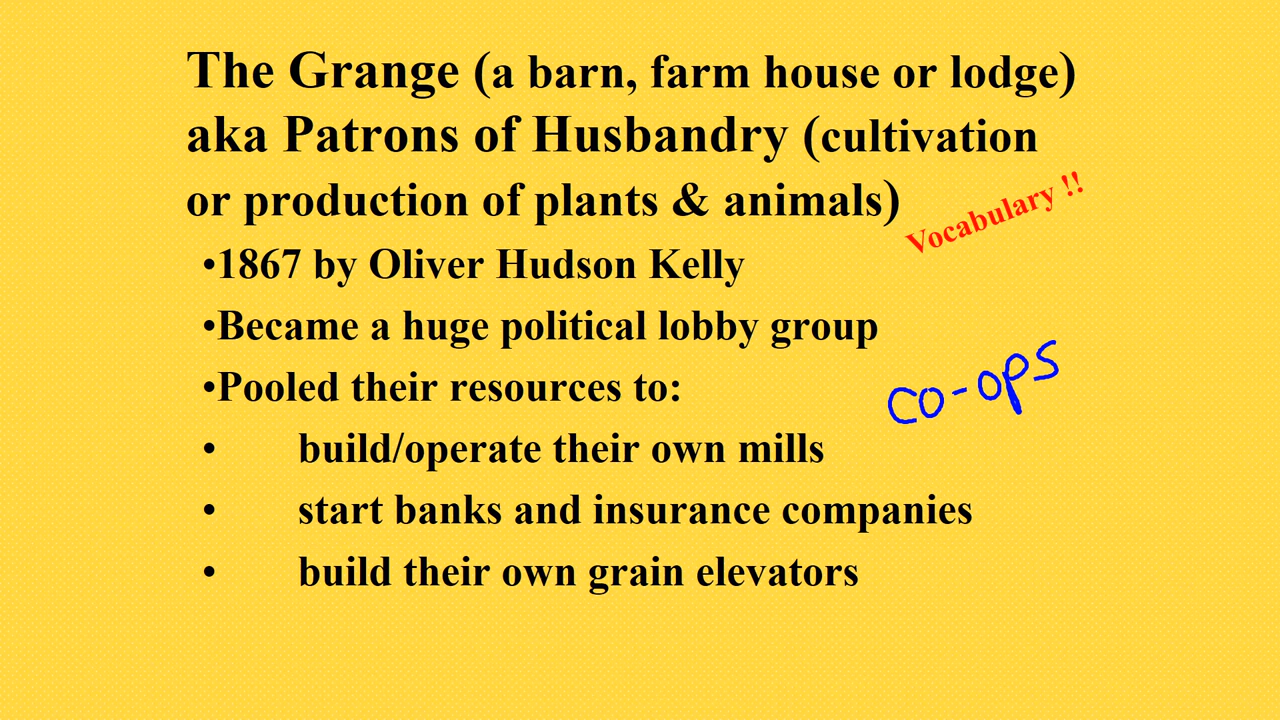 The Grange (a barn, farm house or lodge)
aka Patrons of Husbandry (cultivation
or production of plants & animals)
Vocabulary !!
•1867 by Oliver Hudson Kelly
•Became a huge political lobby group
•Pooled their resources to:
co-ops
• build/operate their own mills
• start banks and insurance companies
• build their own grain elevators